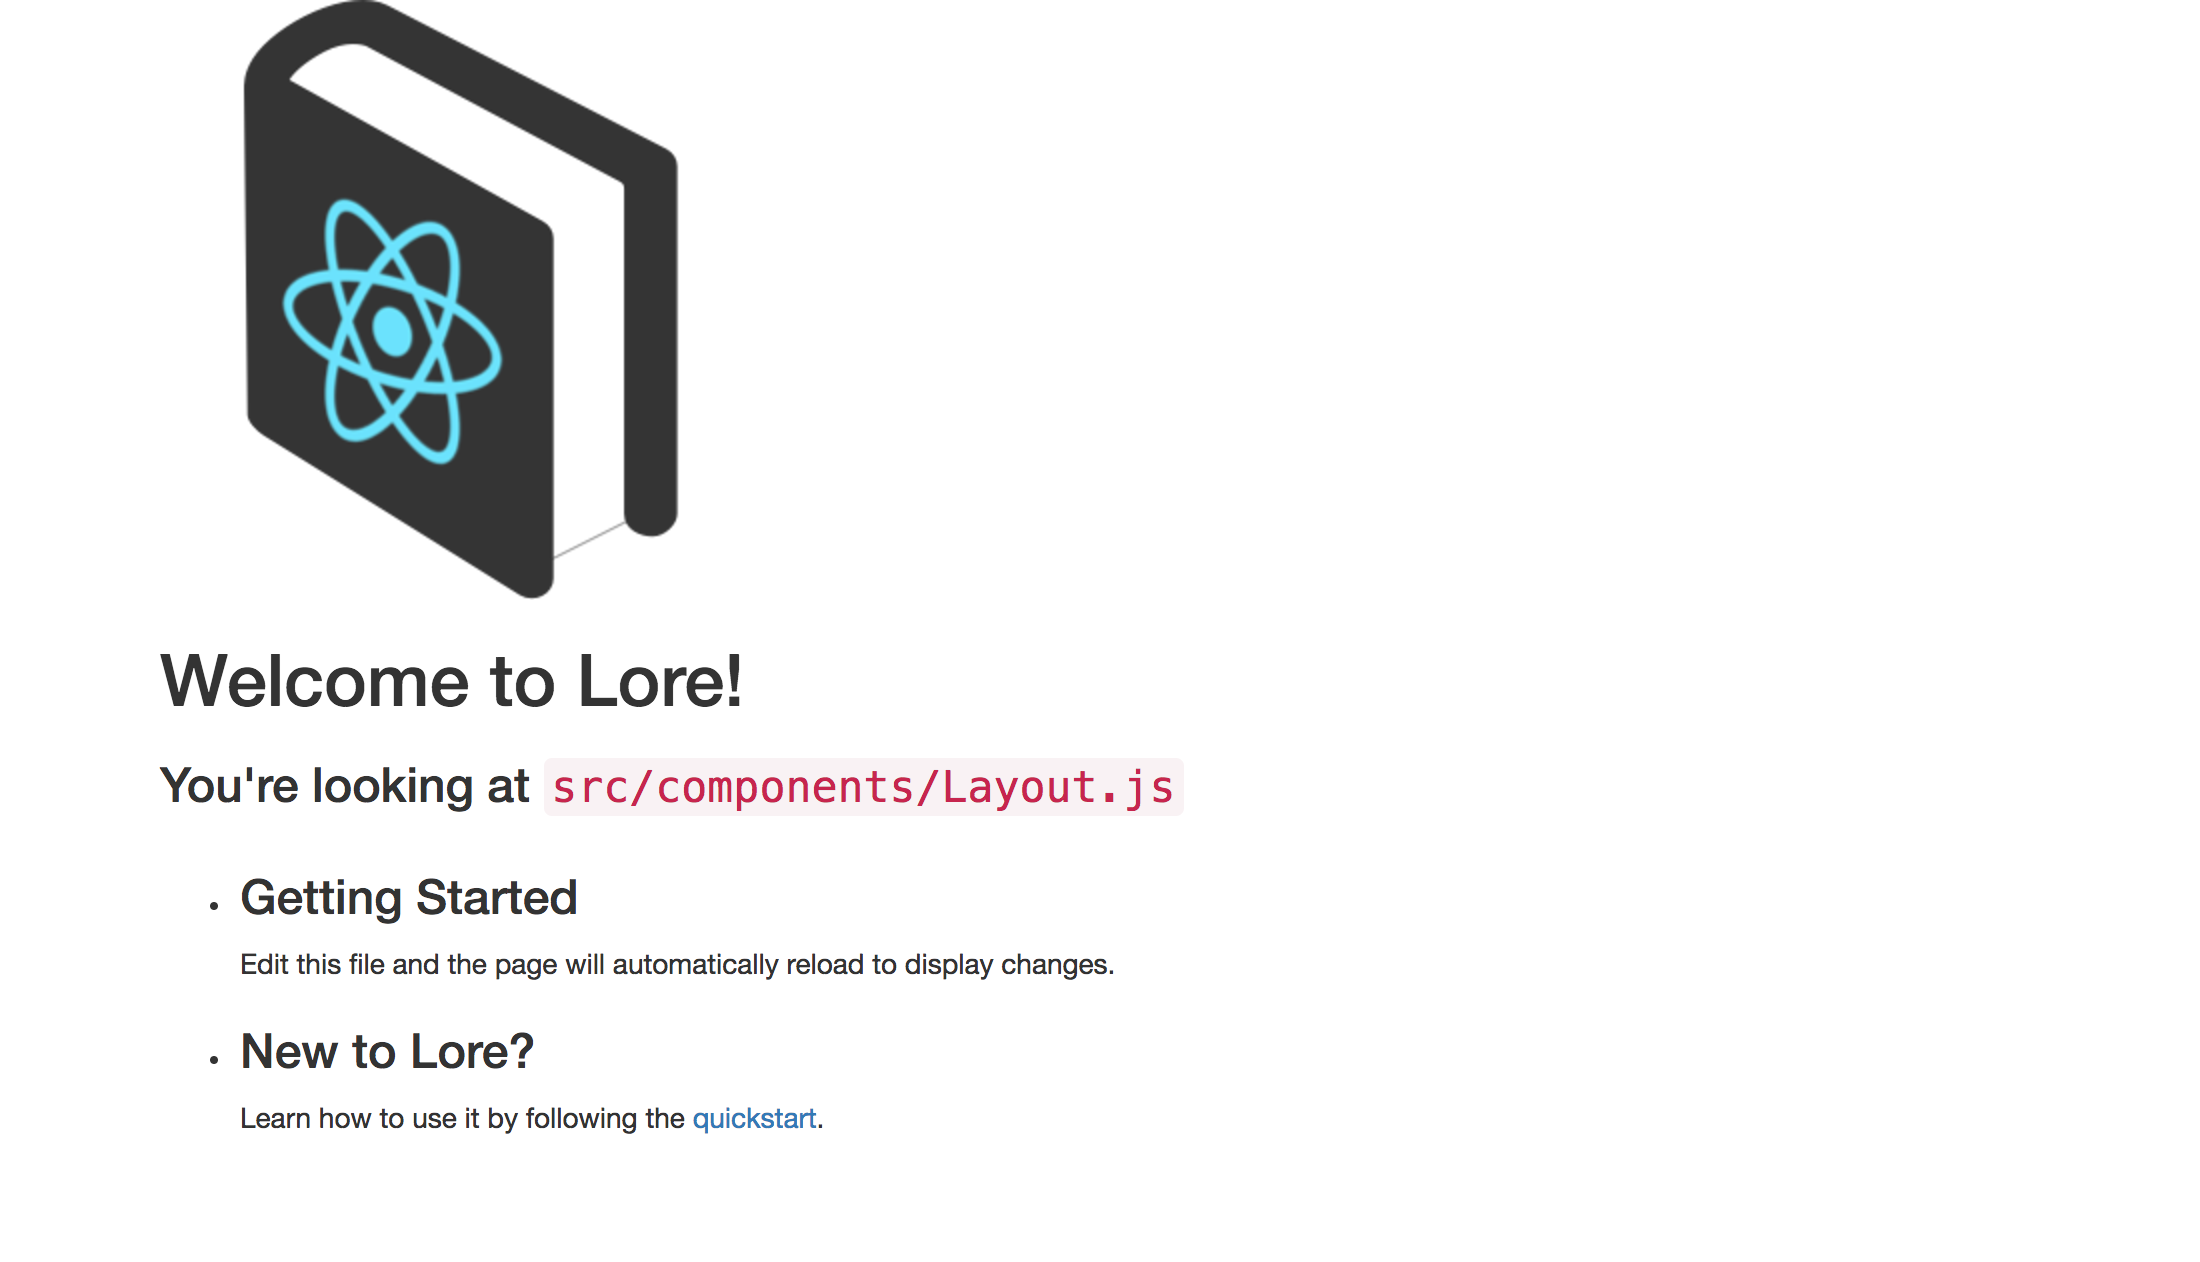 Welcome to Lore!
You're looking at src/components/Layout.js
Getting Started
Edit this file and the page will automatically reload to display changes.
New to Lore?
Learn how to use it by following the quickstart.